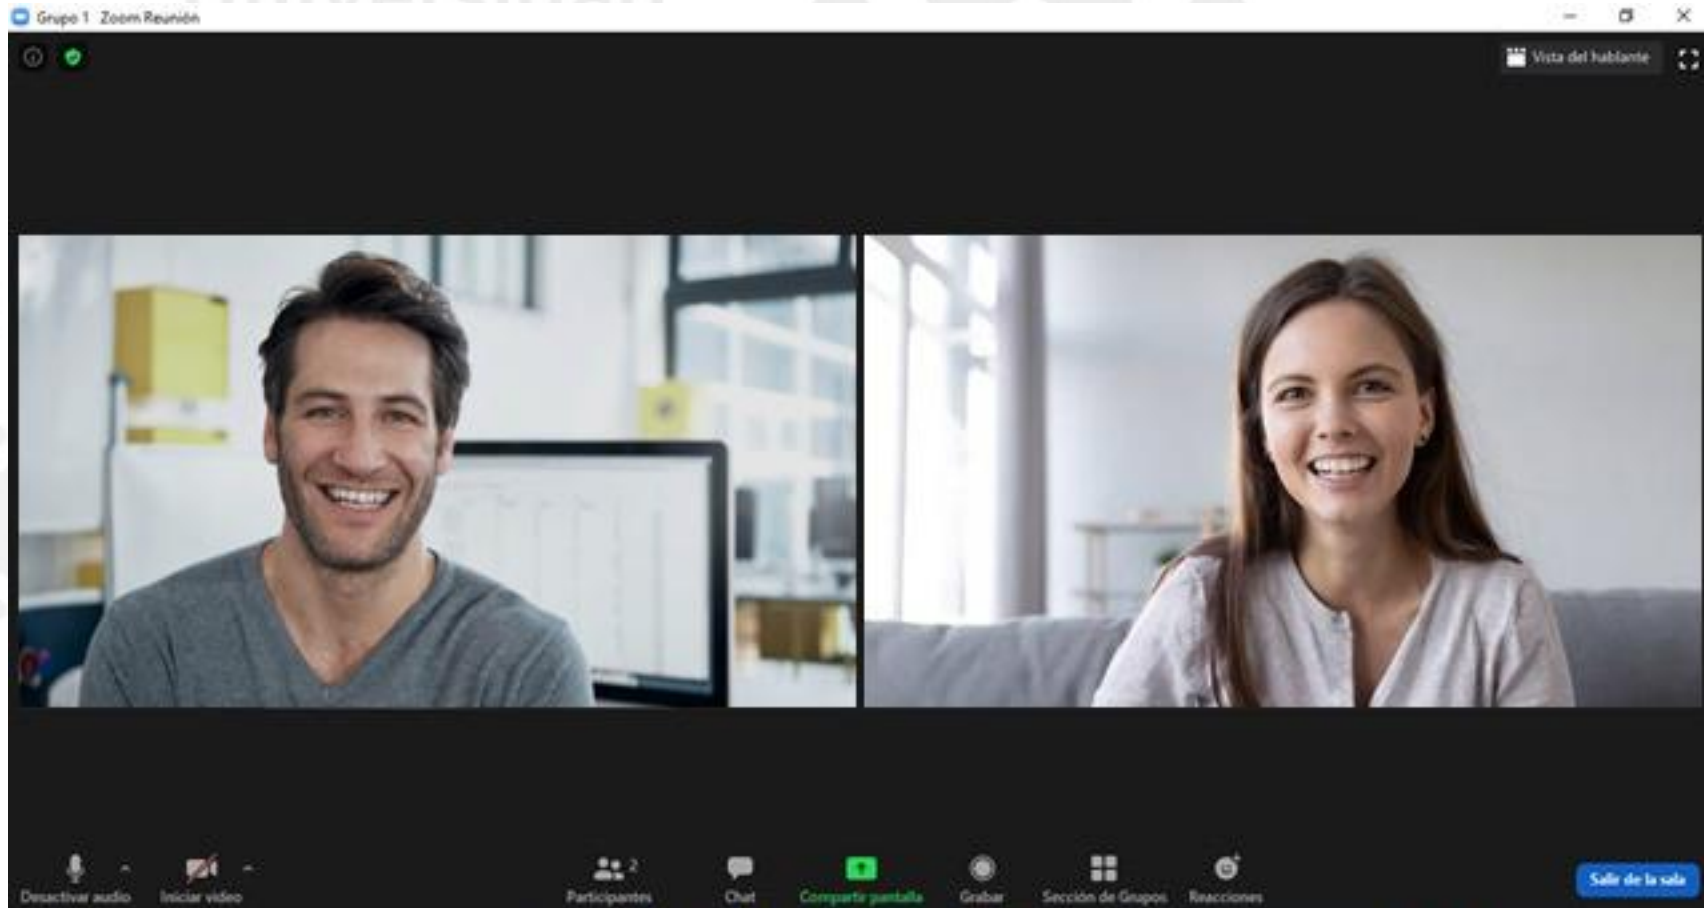 Grupo 1 Zoom Reunión
Vista del hablante
Desactivar audio
Iniciar video
2
Participantes
Chat
Comparte pantalla
Grabar
Sección de Grupos
Reacciones
Salir de la sala